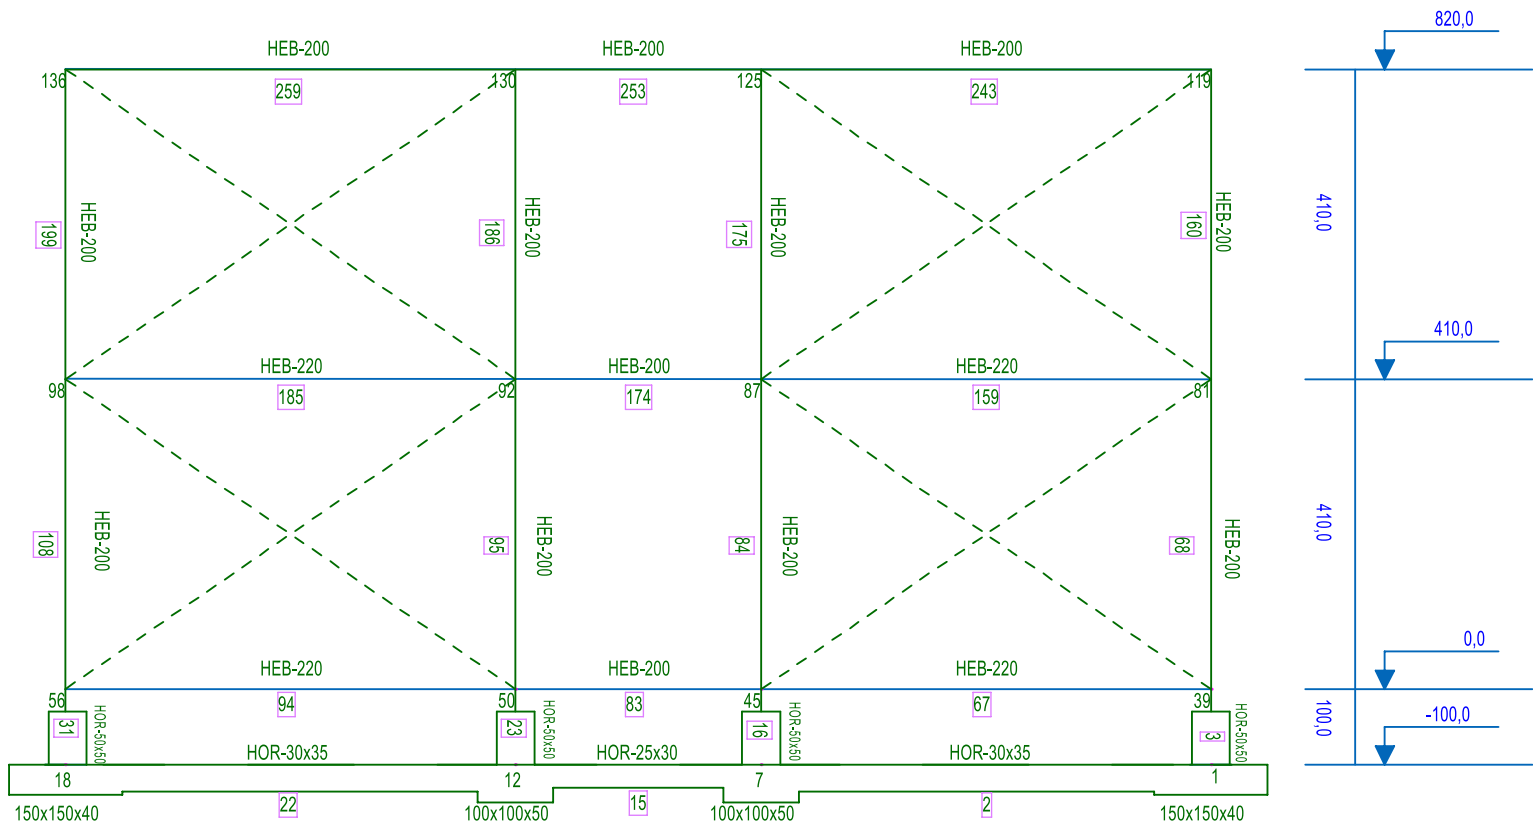 820,0
HEB-200 HEB-200 HEB-200
136 130 125 119
259 253 243
199 HEB-200 186 HEB-200 175 HEB-200 160 HEB-200 410,0
410,0
HEB-220 HEB-200 HEB-220
98 92 87 81
185 174 159
108 HEB-200 95 HEB-200 84 HEB-200 68 HEB-200 410,0
0,0
HEB-220 HEB-200 HEB-220
56 50 45 39
94 83 67
31 HOR-50x50 23 HOR-50x50 16 HOR-50x50 3 HOR-50x50 100,0 -100,0
HOR-30x35 HOR-25x30 HOR-30x35
18 12 7 1
22 15 2
150x150x40 100x100x50 100x100x50 150x150x40